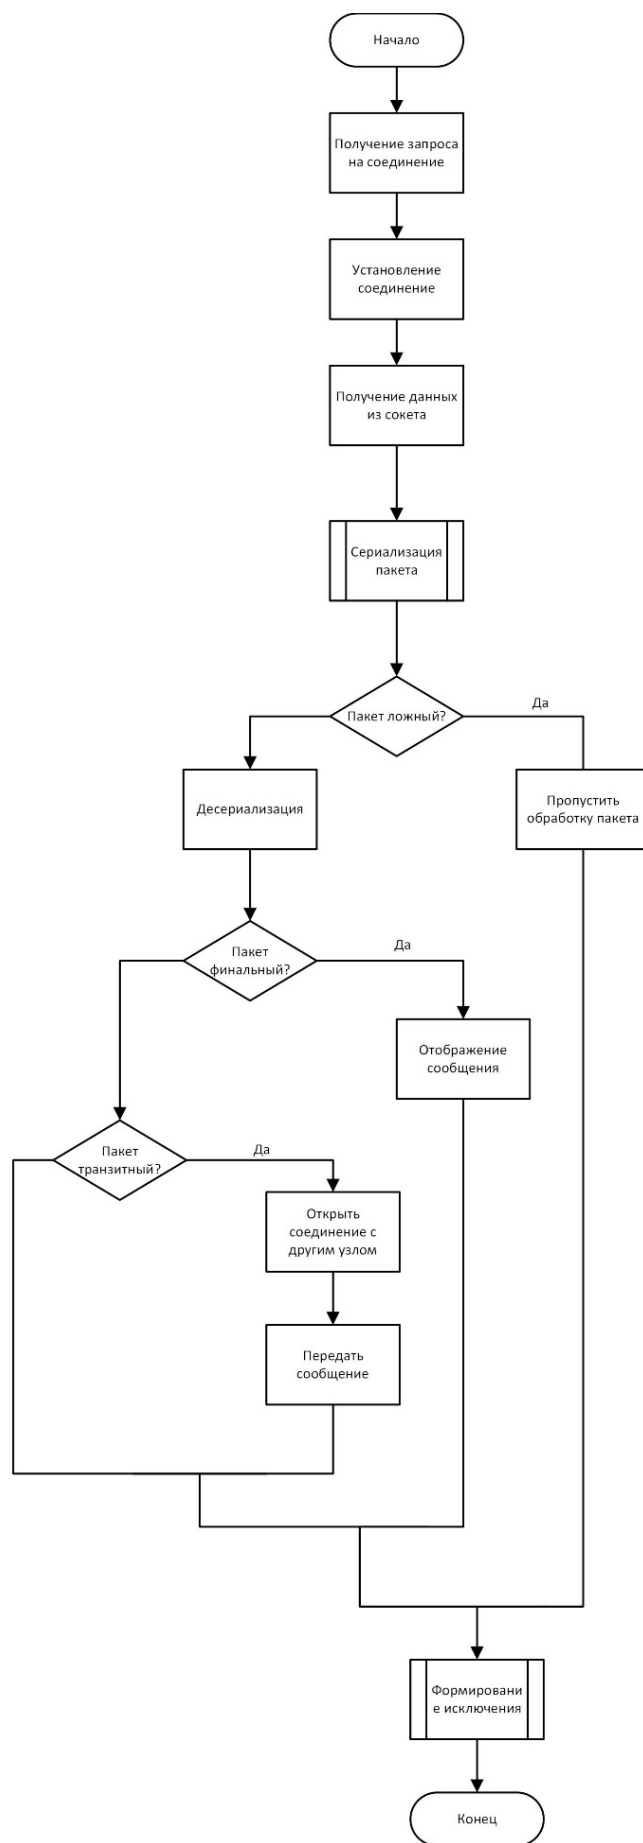 Начало
Получение запроса
на соединение
Установление
соединение
Получение данных
из сокета
Сериализация
пакета
Пакет ложный?
Да
Десериализация
Пропустить
обработку пакета
Пакет
финальный?
Да
Отображение
сообщения
Пакет
транзитный?
Да
Открыть
соединение с
другим узлом
Передать
сообщение
Формировани
е исключения
Конец